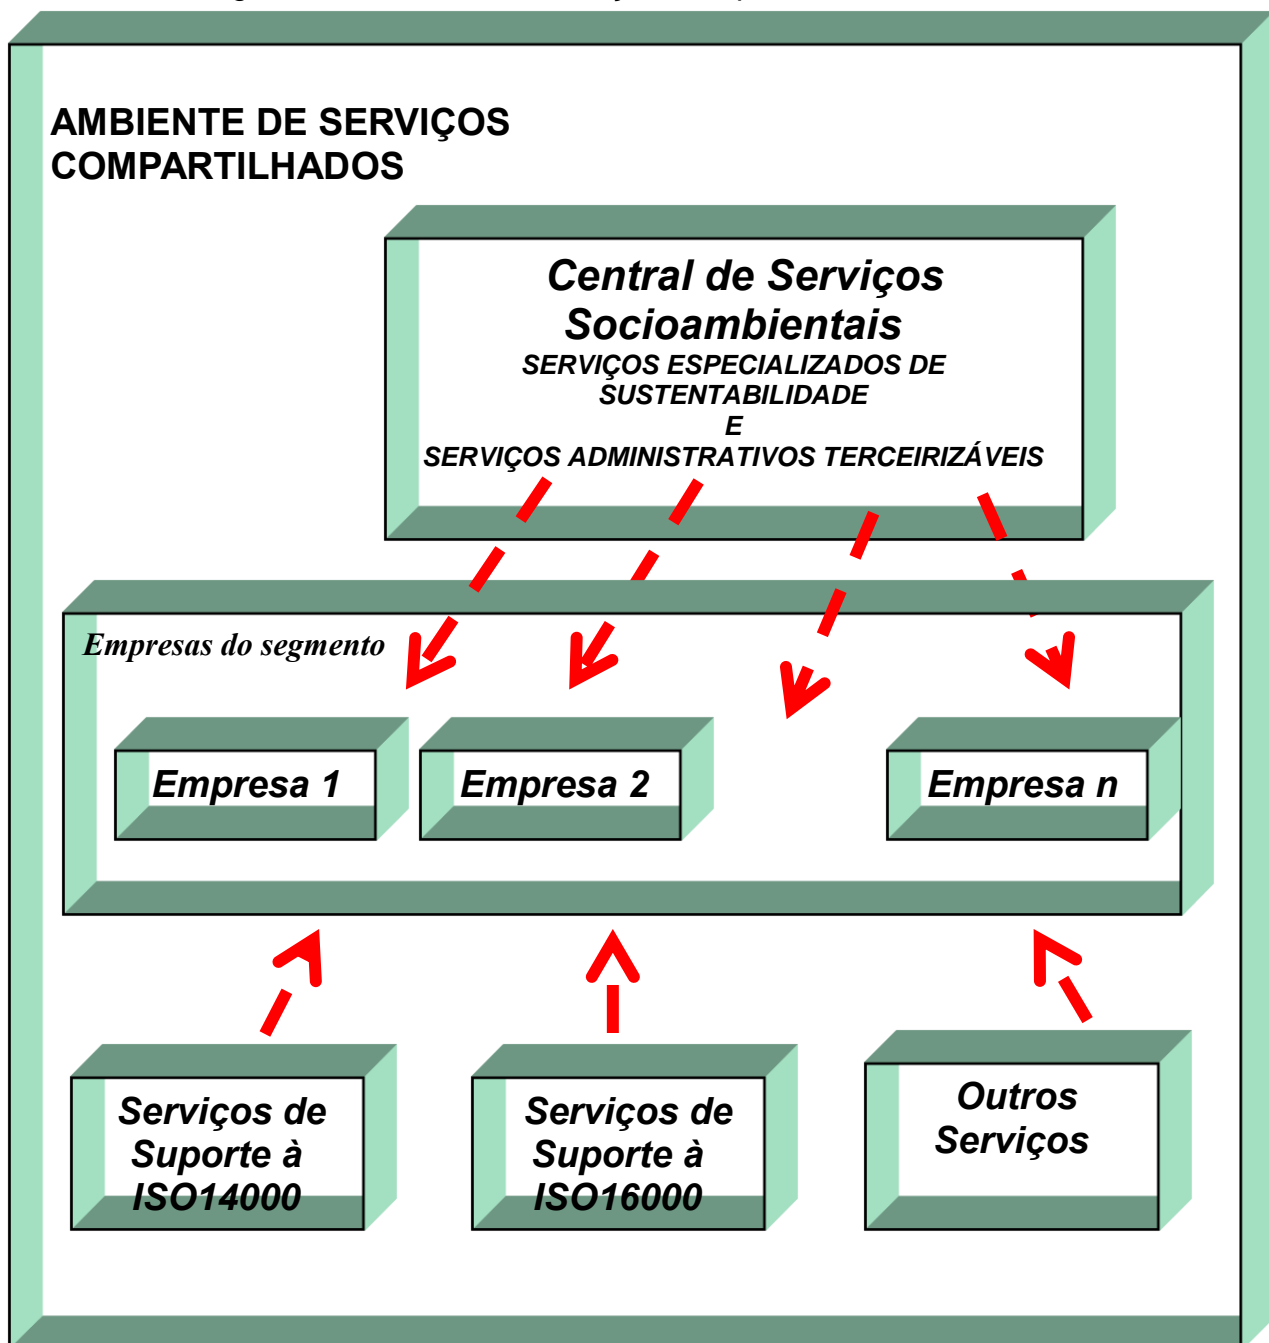 AMBIENTE DE SERVIÇOS
COMPARTILHADOS
Central de Serviços
Socioambientais
SERVIÇOS ESPECIALIZADOS DE
SUSTENTABILIDADE
E
SERVIÇOS ADMINISTRATIVOS TERCEIRIZÁVEIS
Empresas do segmento
Empresa 1
Empresa 2
Empresa n
Serviços de
Suporte à
ISO14000
Serviços de
Suporte à
ISO16000
Outros
Serviços